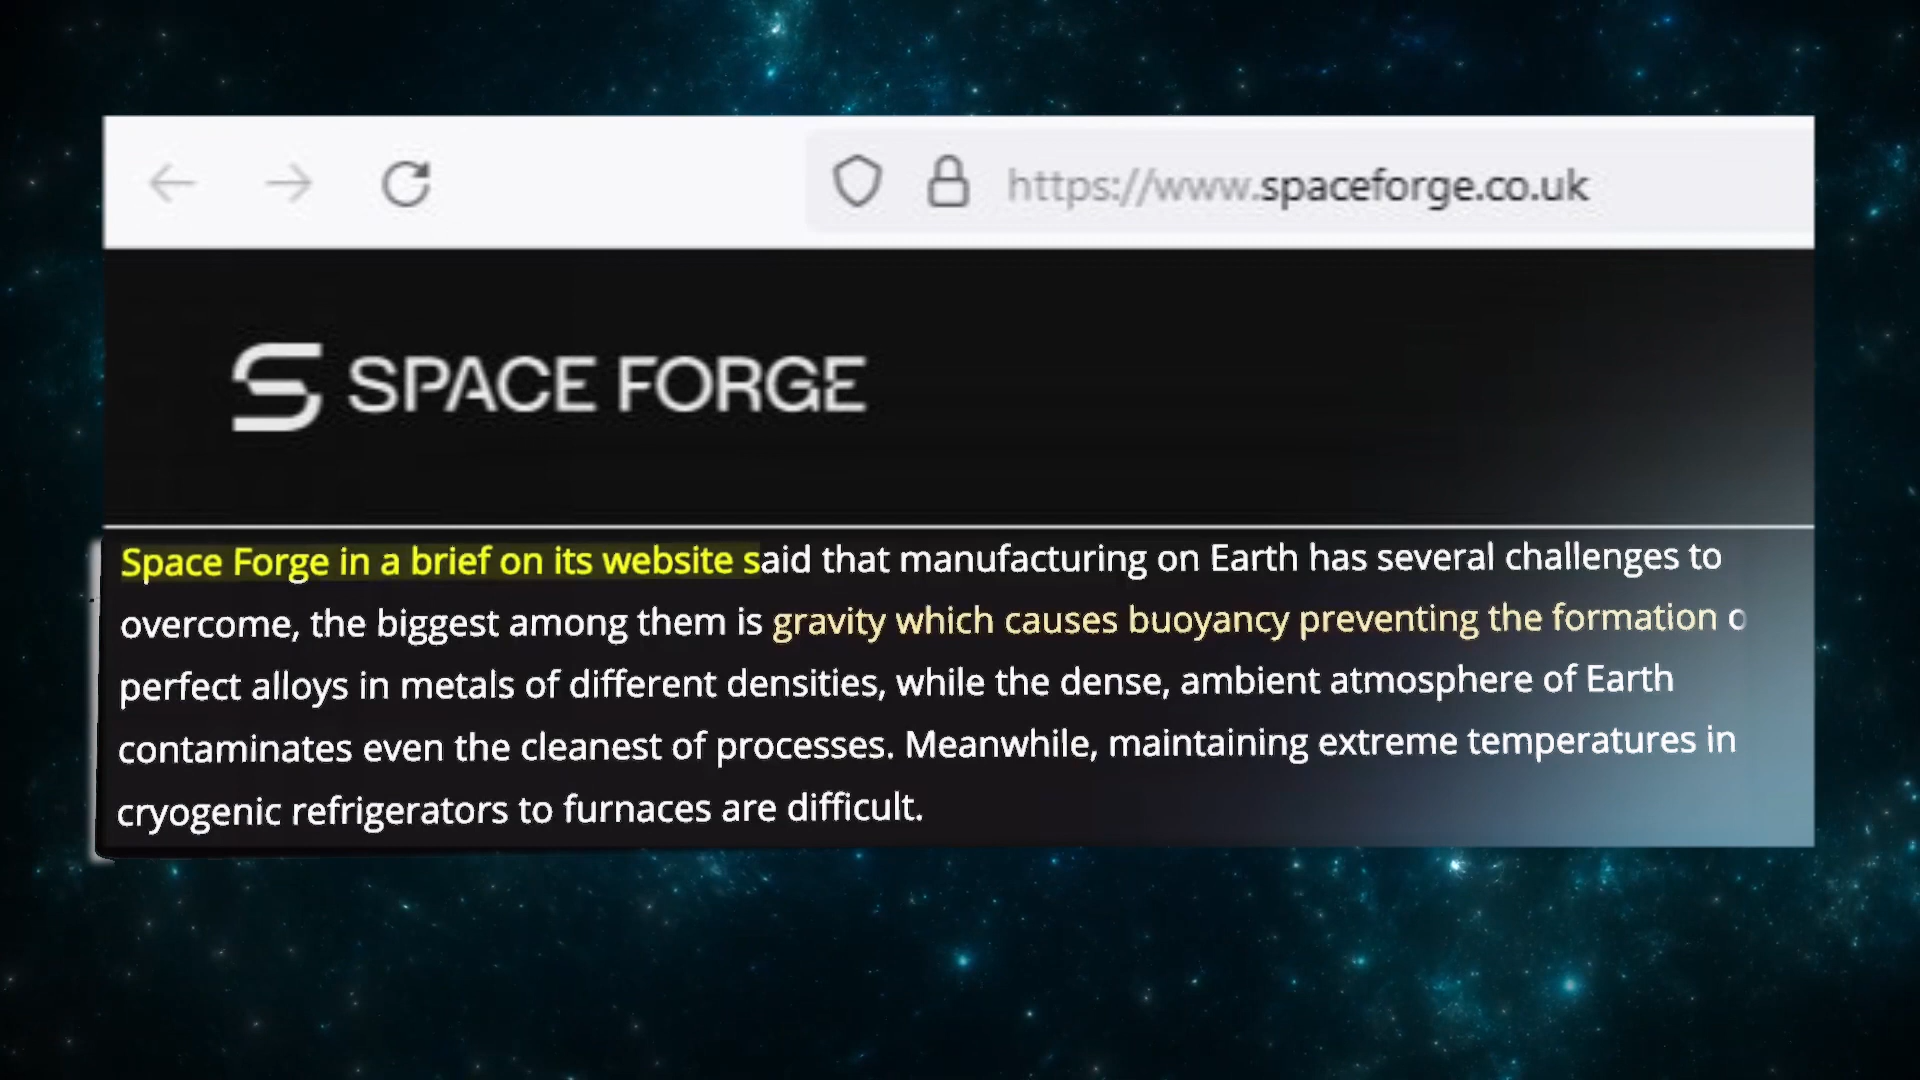 https://www.spaceforge.co.uk
SPACE FORGE
Space Forge in a brief on its website said that manufacturing on Earth has several challenges to
overcome, the biggest among them is gravity which causes buoyancy preventing the formation
perfect alloys in metals of different densities, while the dense, ambient atmosphere of Earth
contaminates even the cleanest of processes. Meanwhile, maintaining extreme temperatures in
cryogenic refrigerators to furnaces are difficult.